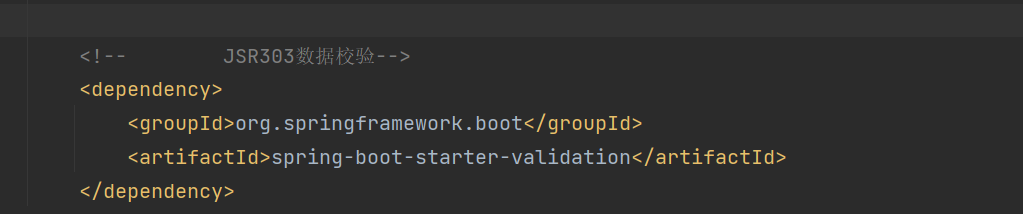 <!--        JSR303数据校验-->
<dependency>
    <groupId>org.springframework.boot</groupId>
    <artifactId>spring-boot-starter-validation</artifactId>
</dependency>